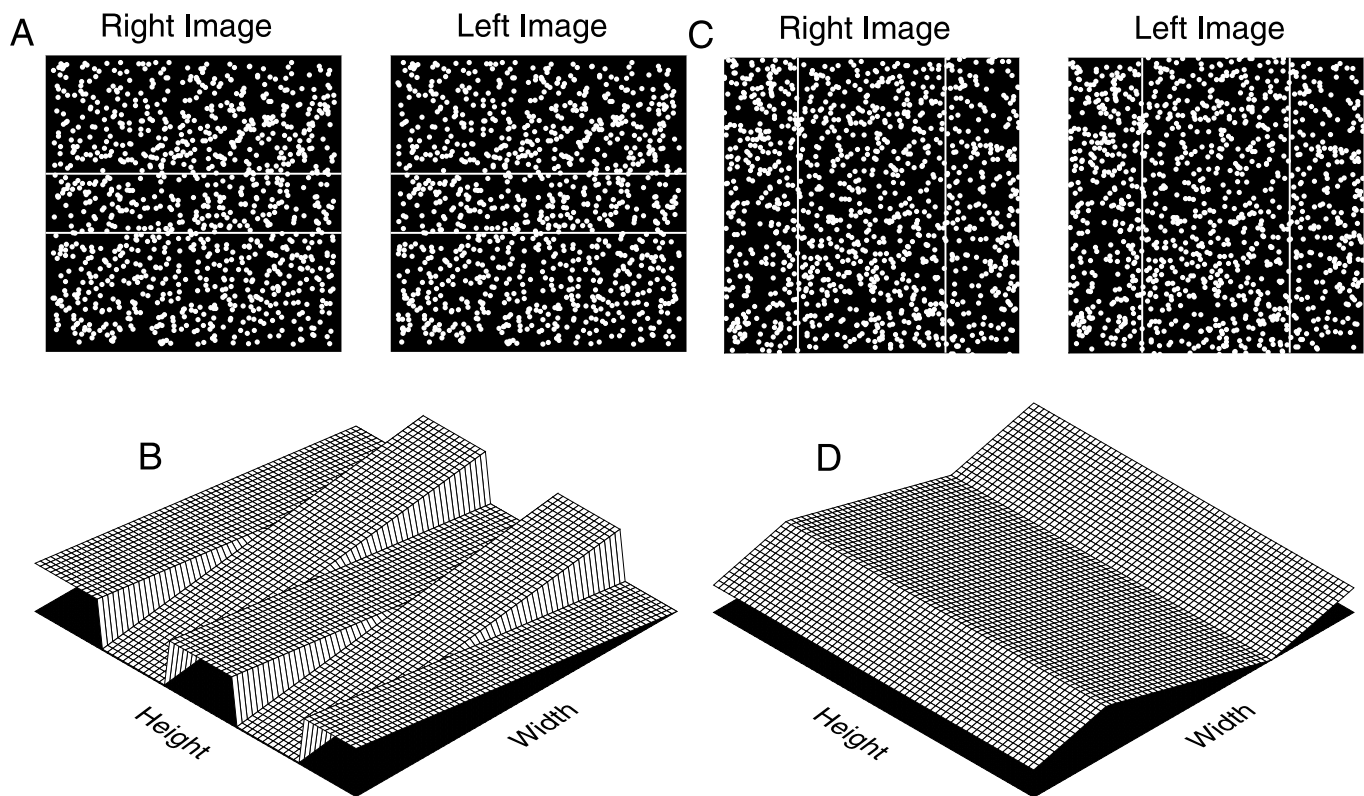 A
Right Image
Left Image
C
Right Image
Left Image
B
Height
Width
D
Height
Width